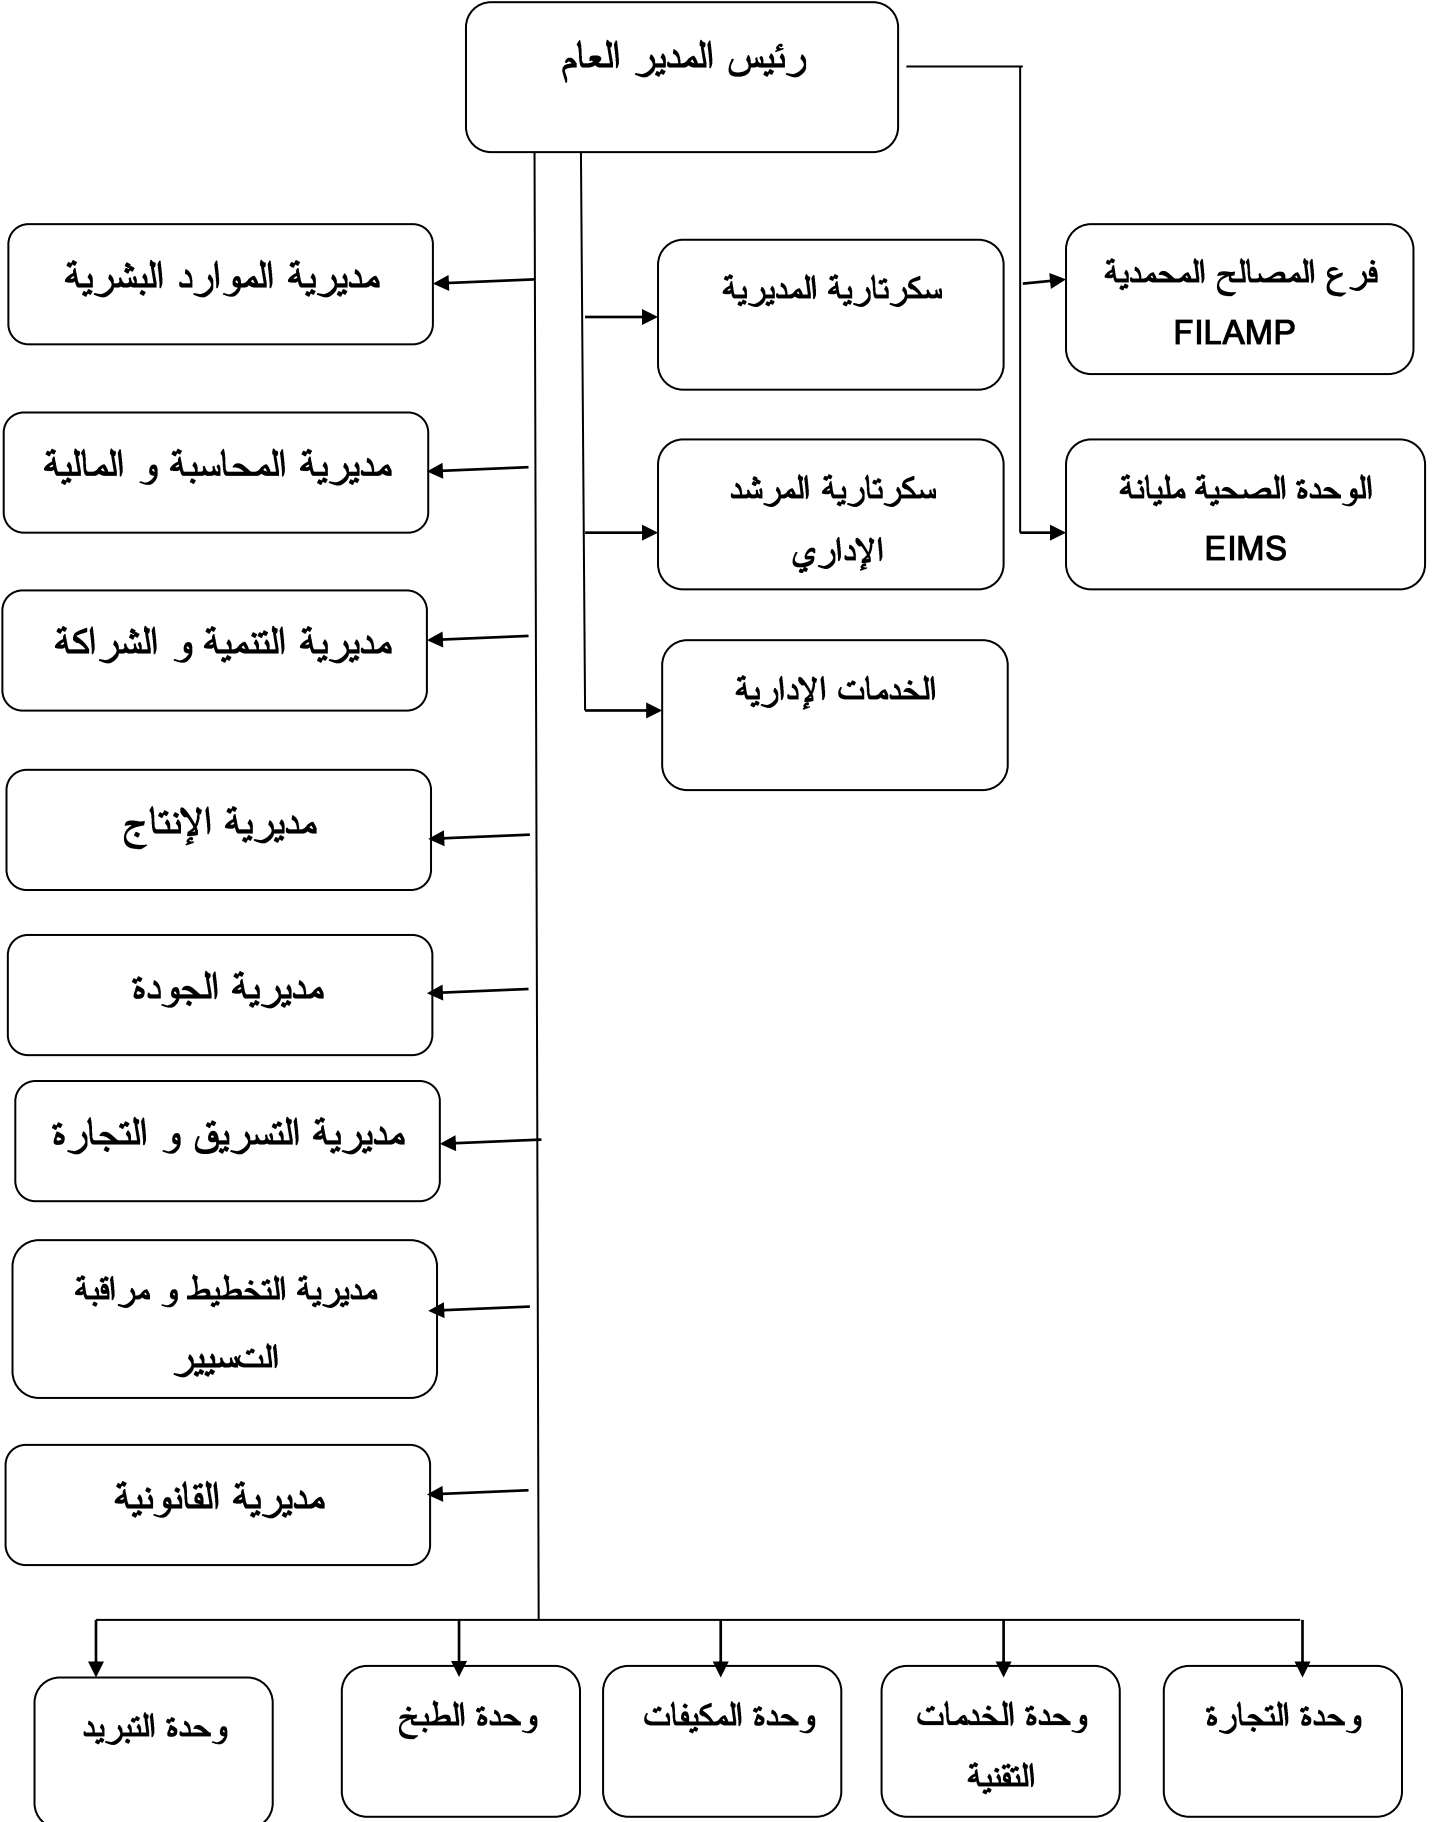 رئيس المدير العام
فرع المصالح المحمدية
FILAMP
سكرتارية المديرية
مديرية الموارد البشرية
الوحدة الصحية مليانة
EIMS
سكرتارية المرشد
الإداري
مديرية المحاسبة و المالية
الخدمات الإدارية
مديرية التنمية و الشراكة
مديرية الإنتاج
مديرية الجودة
مديرية التسريق و التجارة
مديرية التخطيط و مراقبة
التسيير
مديرية القانونية
وحدة التجارة
وحدة الخدمات
التقنية
وحدة المكيفات
وحدة الطبخ
وحدة التبريد